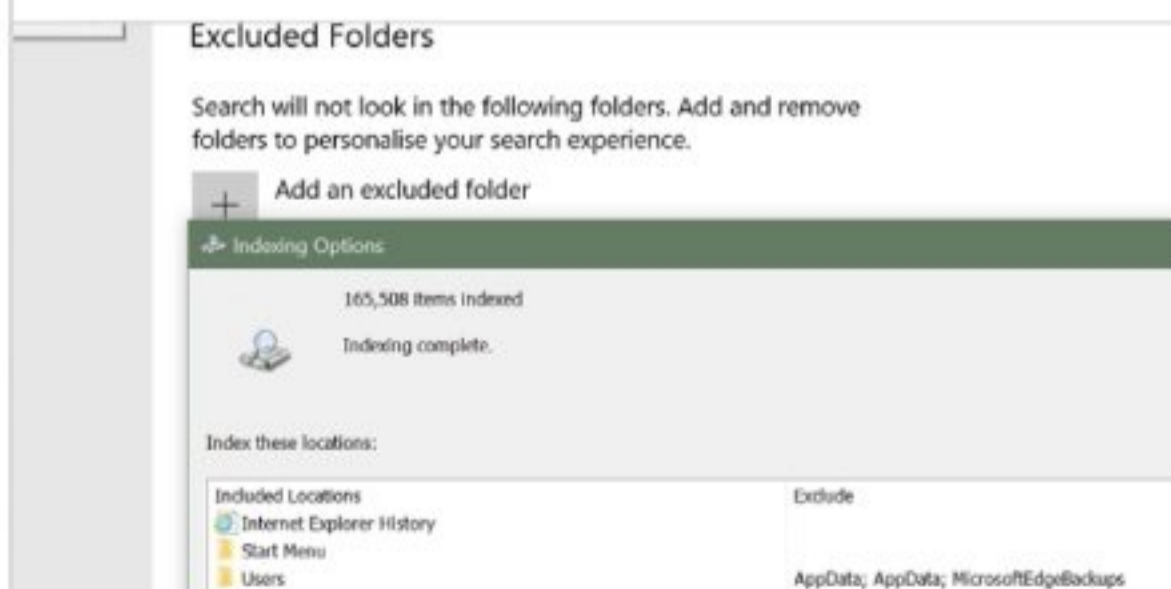 Excluded Folders
Search will not look in the following folders. Add and remove
folders to personalise your search experience.
Add an excluded folder
Indexing Options
165,508 items indexed
Indexing complete.
Index these locations:
Included Locations Exclude
Internet Explorer History
Start Menu
Users AppData; AppData; MicrosoftEdgeBackups